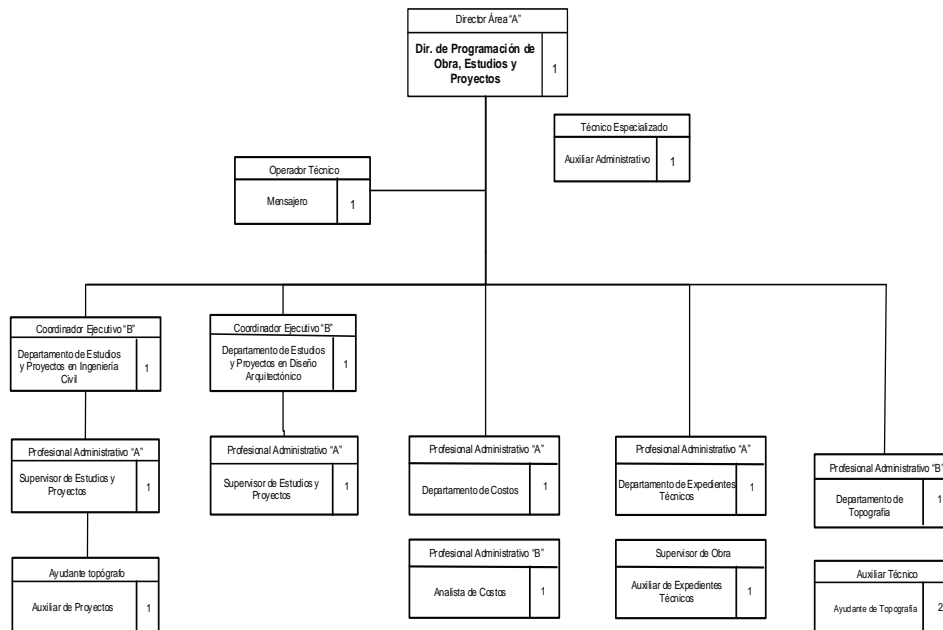 Director Área "A"
Dir. de Programación de
Obra, Estudios y
Proyectos
1
Técnico Especializado
Auxiliar Administrativo
1
Operador Técnico
Mensajero
1
Coordinador Ejecutivo "B"
Departamento de Estudios
y Proyectos en Ingeniería
Civil
1
Coordinador Ejecutivo "B"
Departamento de Estudios
y Proyectos en Diseño
Arquitectónico
1
Profesional Administrativo "A"
Supervisor de Estudios y
Proyectos
1
Profesional Administrativo "A"
Supervisor de Estudios y
Proyectos
1
Profesional Administrativo "A"
Departamento de Costos
1
Profesional Administrativo "A"
Departamento de Expedientes
Técnicos
1
Profesional Administrativo "B"
Departamento de
Topografía
1
Ayudante topógrafo
Auxiliar de Proyectos
1
Profesional Administrativo "B"
Analista de Costos
1
Supervisor de Obra
Auxiliar de Expedientes
Técnicos
1
Auxiliar Técnico
Ayudante de Topografía
2